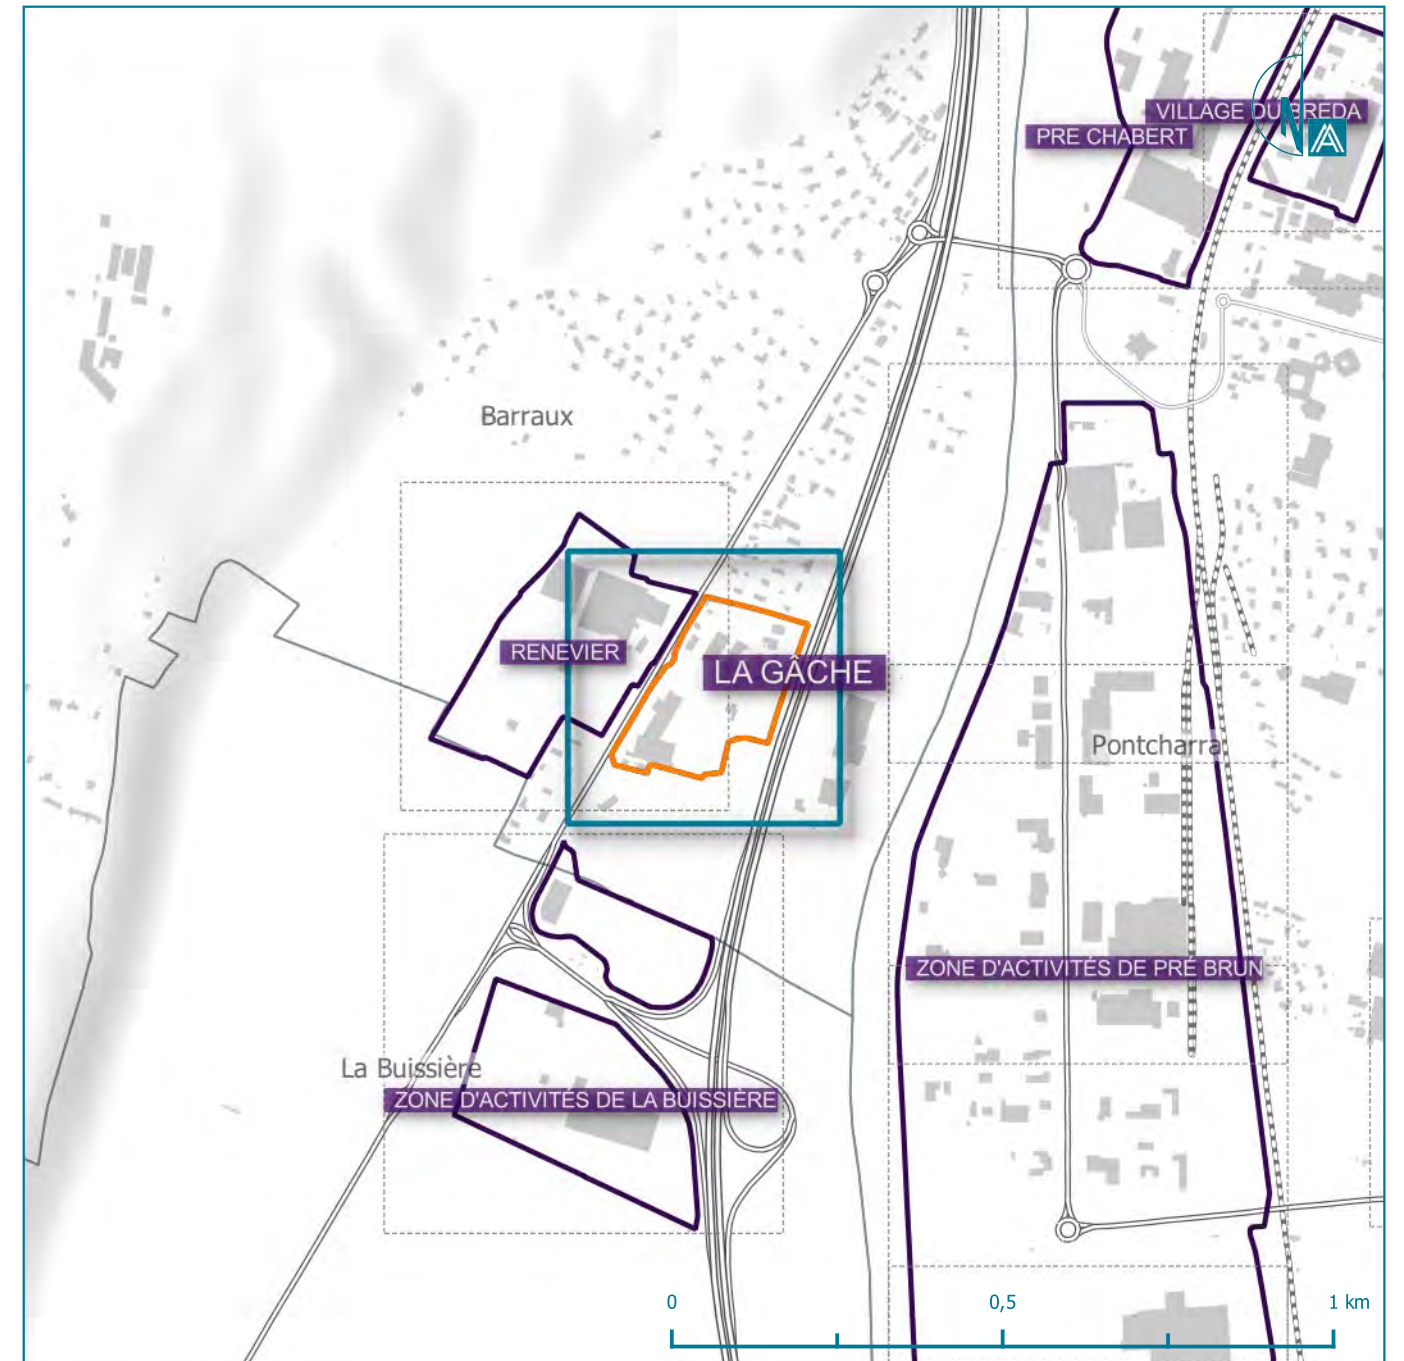 VILLAGE DU BREDA
PRE CHABERT
N
Barraux
RENEVIER
LA GÂCHE
Pontcharra
ZONE D'ACTIVITÉS DE PRÉ BRUN
La Buissière
ZONE D'ACTIVITÉS DE LA BUISSIÈRE
0 0,5 1 km